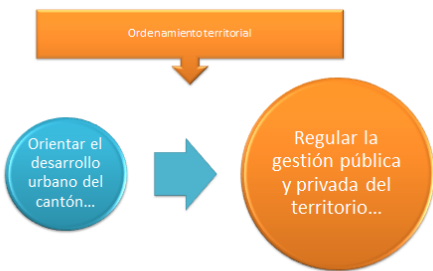 Ordenamiento territorial
Orientar el
desarrollo
urbano del
cantón...
Regular la
gestión pública
y privada del
territorio...